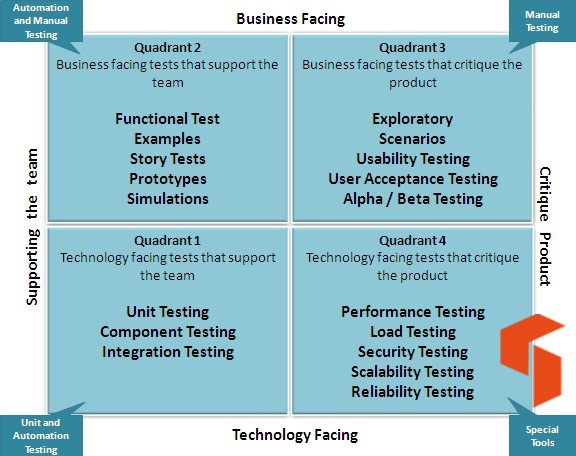 Automation
and Manual
Testing
Business Facing
Manual
Testing
Quadrant 2
Business facing tests that support the
team
Functional Test
Examples
Story Tests
Prototypes
Simulations
Quadrant 3
Business facing tests that critique the
product
Exploratory
Scenarios
Usability Testing
User Acceptance Testing
Alpha / Beta Testing
Supporting the team
Critique Product
Quadrant 1
Technology facing tests that support
the team
Unit Testing
Component Testing
Integration Testing
Quadrant 4
Technology facing tests that critique
the product
Performance Testing
Load Testing
Security Testing
Scalability Testing
Reliability Testing
Unit and
Automation
Testing
Technology Facing
Special
Tools